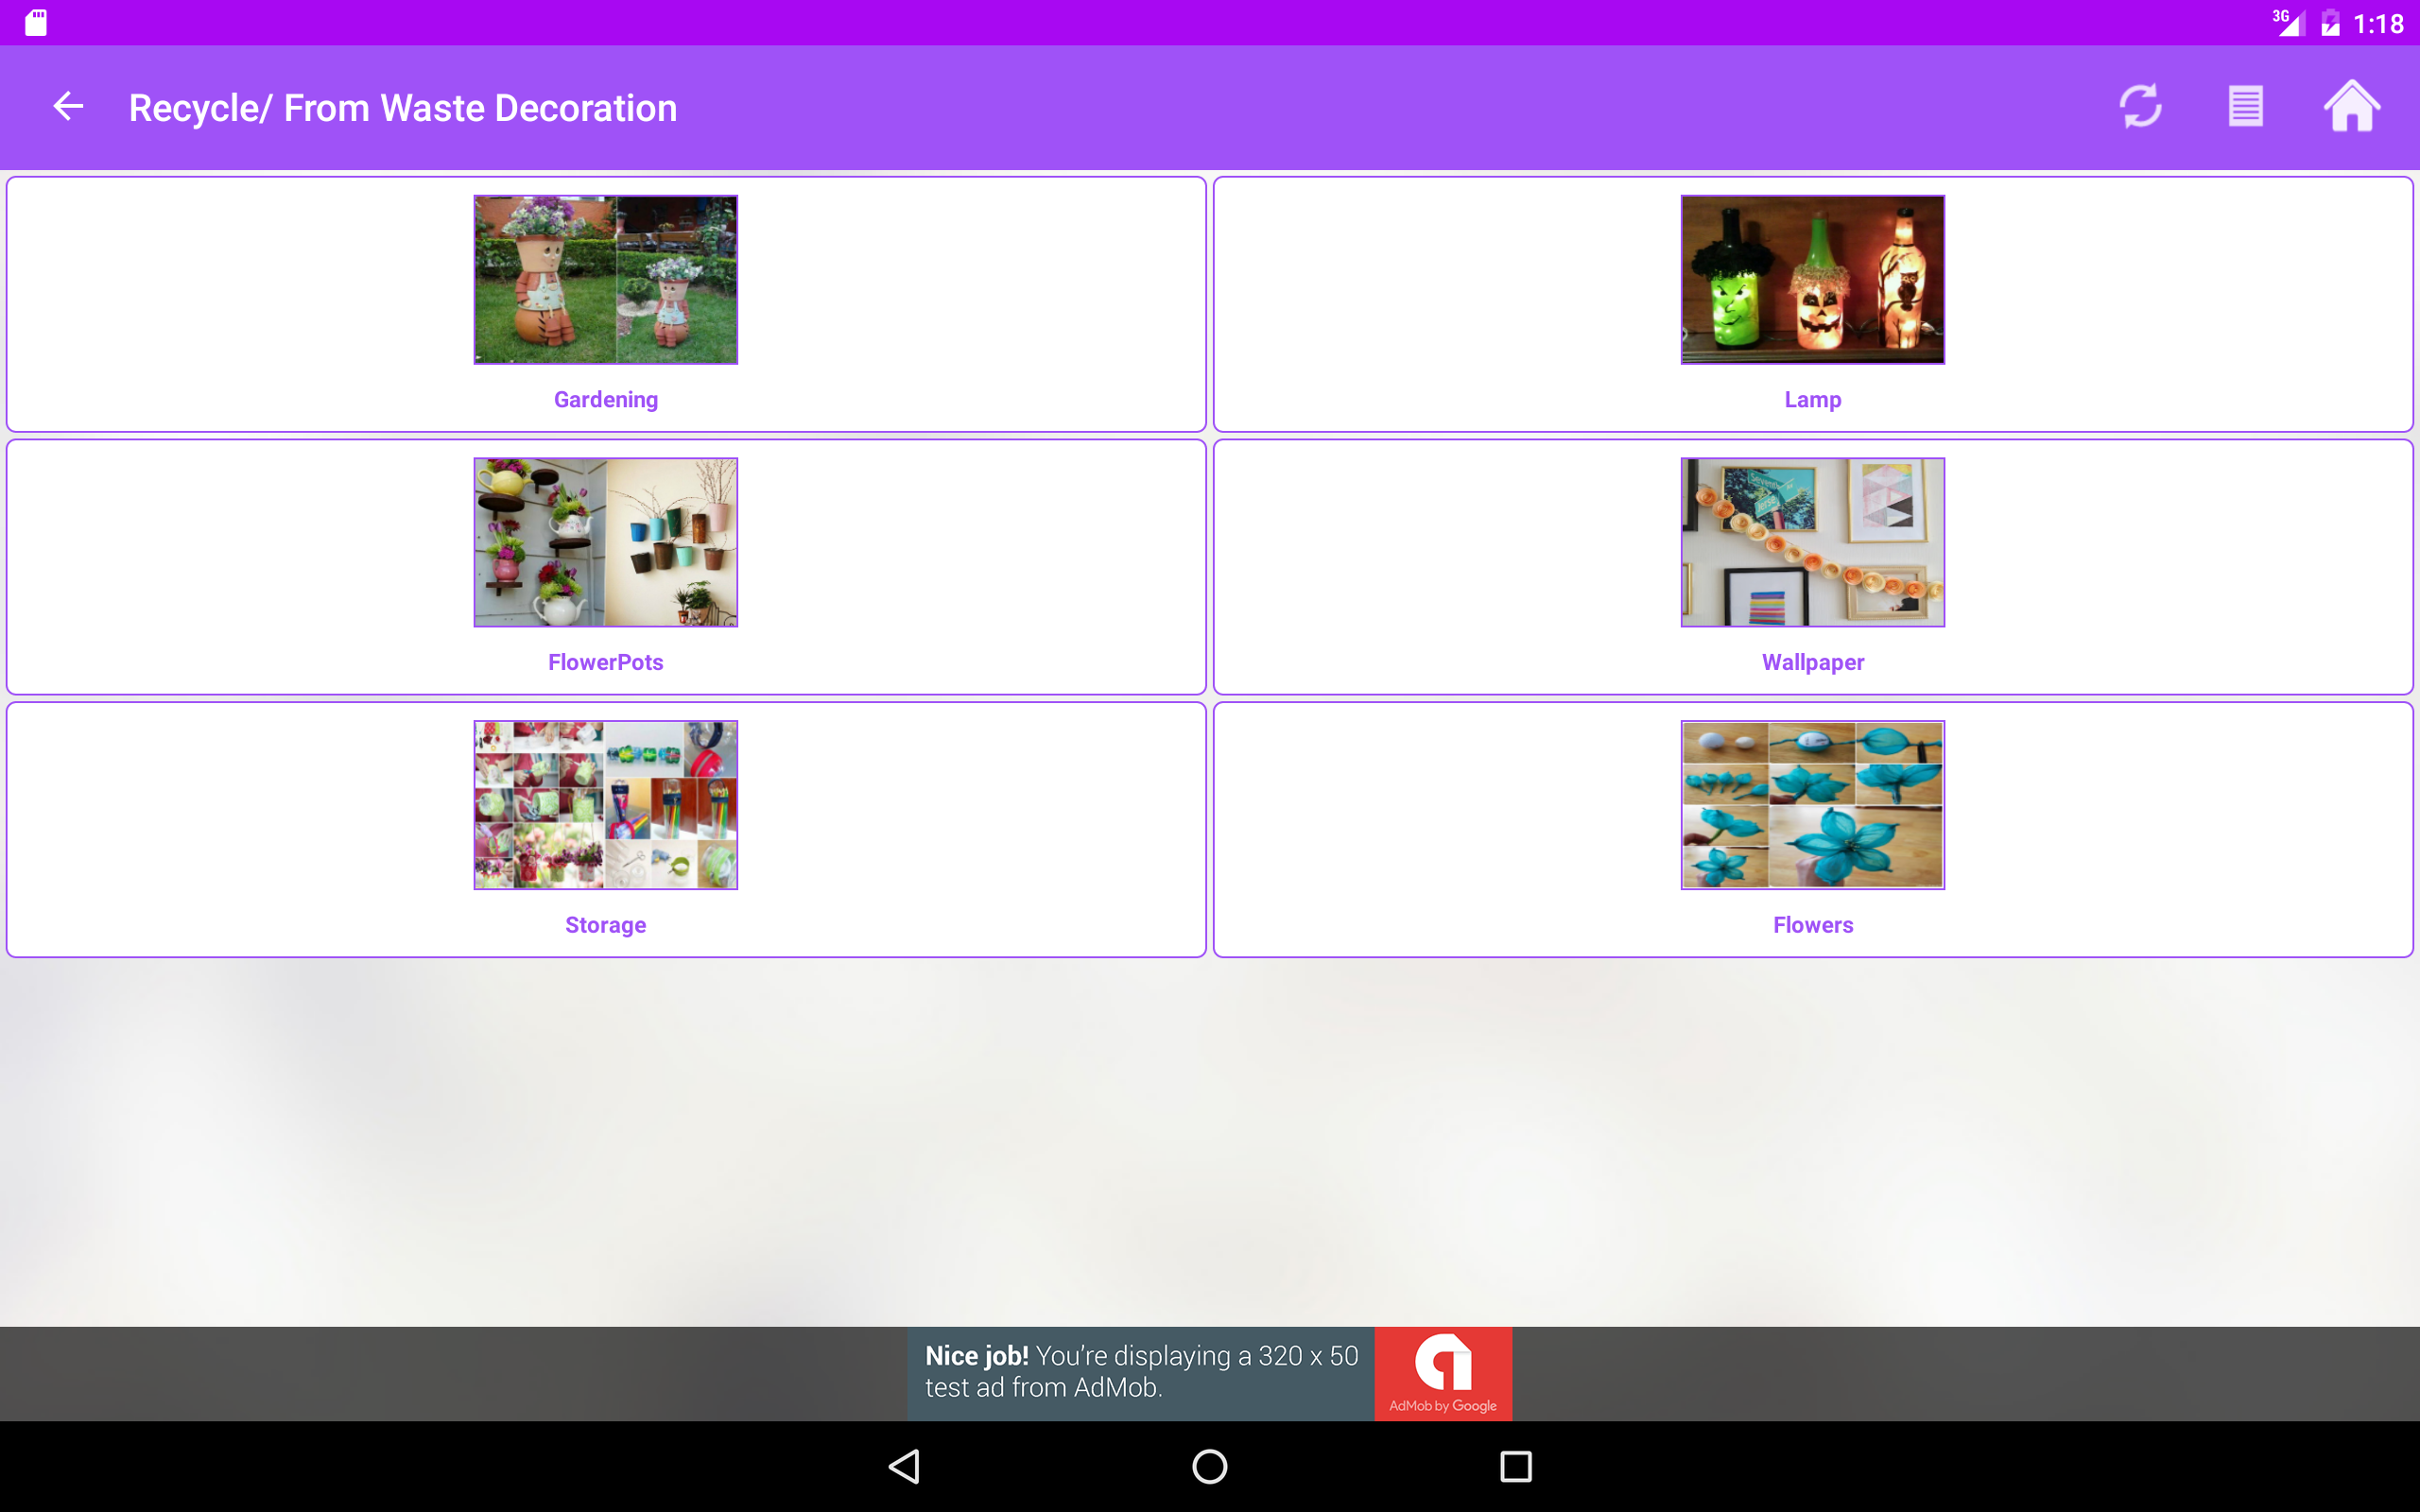 3G 1:18
Recycle/ From Waste Decoration
Gardening
Lamp
FlowerPots
Wallpaper
Storage
Flowers
Nice job! You're displaying a 320 x 50
test ad from AdMob.
AdMob by Google